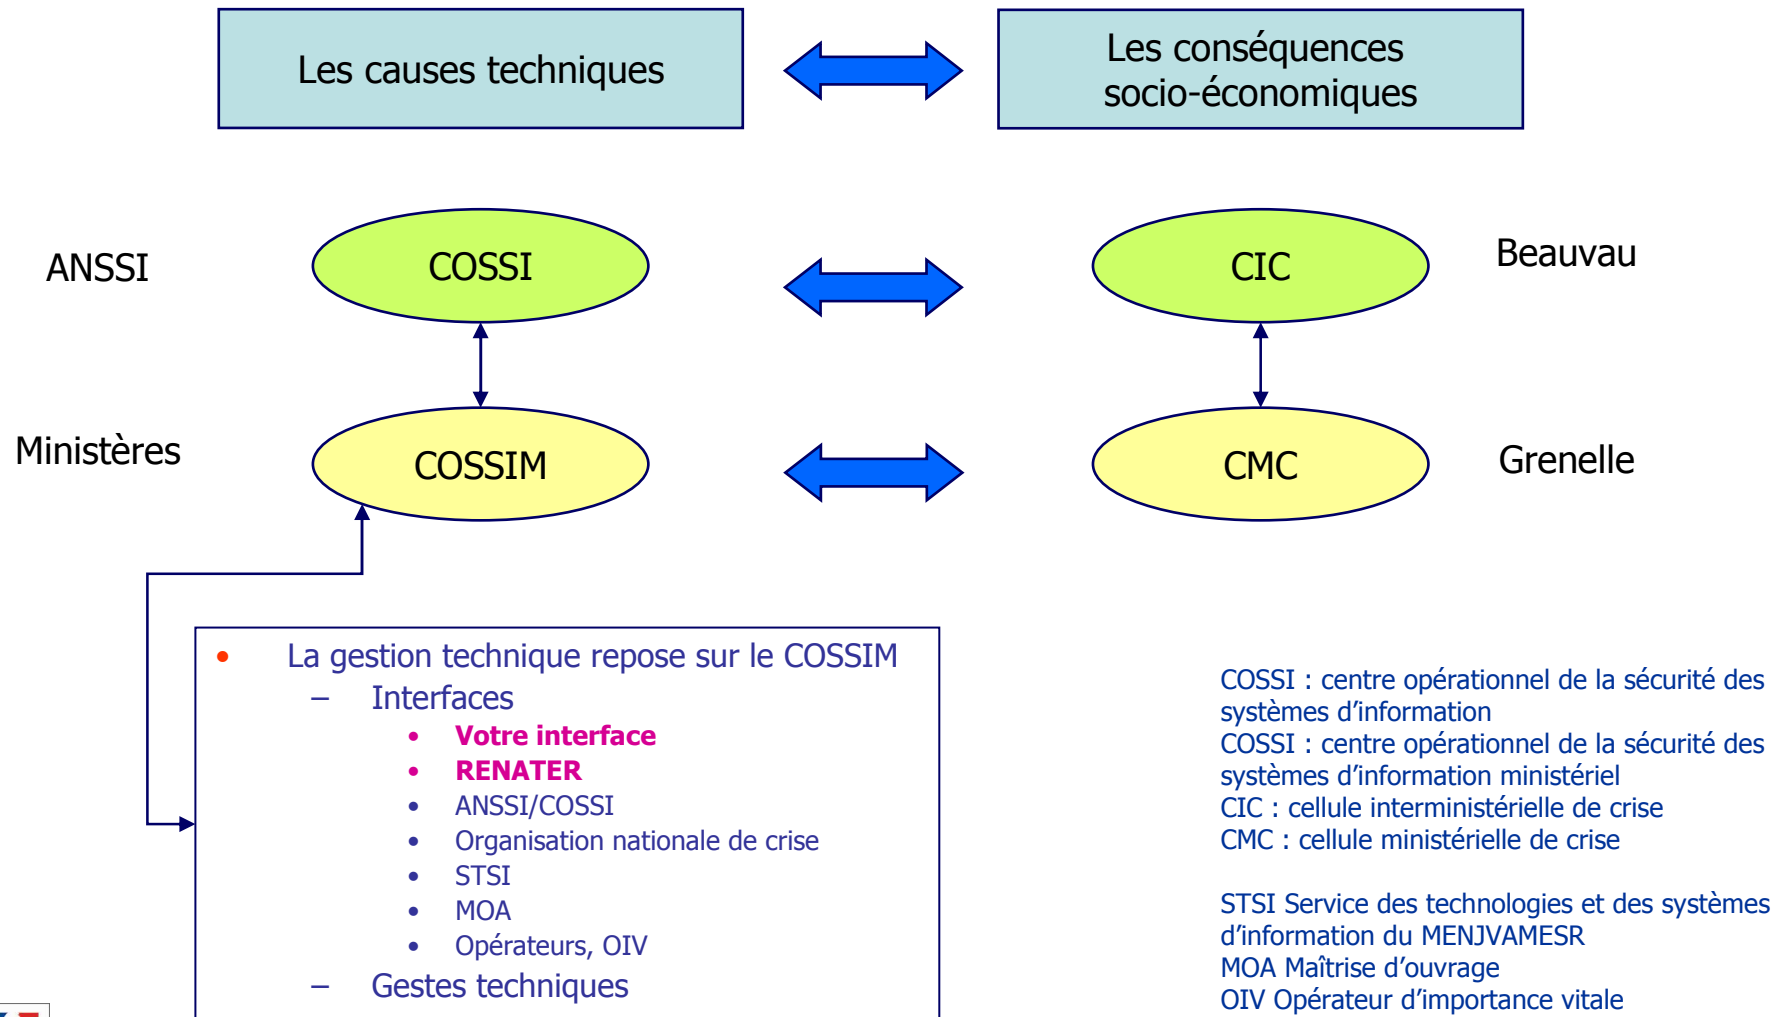 Les causes techniques
Les conséquences
socio-économiques
ANSSI
COSSI
CIC
Beauvau
Ministères
COSSIM
CMC
Grenelle
• La gestion technique repose sur le COSSIM
– Interfaces
• Votre interface
• RENATER
• ANSSI/COSSI
• Organisation nationale de crise
• STSI
• MOA
• Opérateurs, OIV
– Gestes techniques
COSSI : centre opérationnel de la sécurité des
systèmes d’information
COSSI : centre opérationnel de la sécurité des
systèmes d’information ministériel
CIC : cellule interministérielle de crise
CMC : cellule ministérielle de crise
STSI Service des technologies et des systèmes
d’information du MENJVAMESR
MOA Maîtrise d’ouvrage
OIV Opérateur d’importance vitale